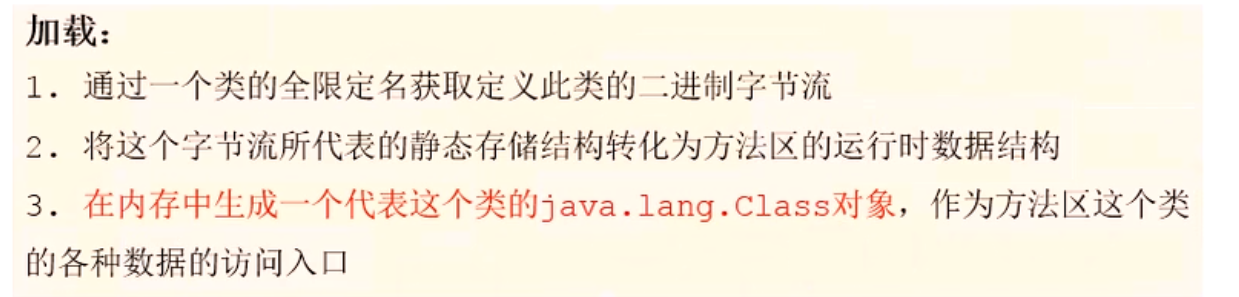 加载：
1. 通过一个类的全限定名获取定义此类的二进制字节流
2. 将这个字节流所代表的静态存储结构转化为方法区的运行时数据结构
3. 在内存中生成一个代表这个类的java.lang.Class对象，作为方法区这个类
的各种数据的访问入口